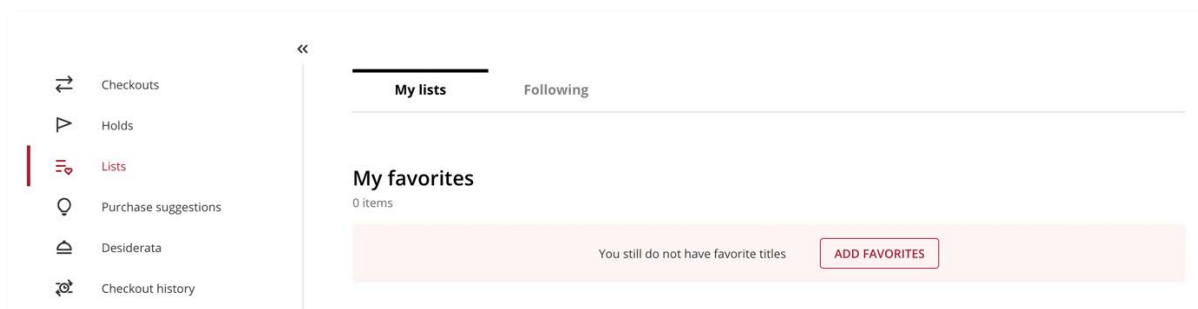 «
Checkouts
Holds
Lists
Purchase suggestions
Desiderata
Checkout history
My lists
Following
My favorites
0 items
You still do not have favorite titles
ADD FAVORITES